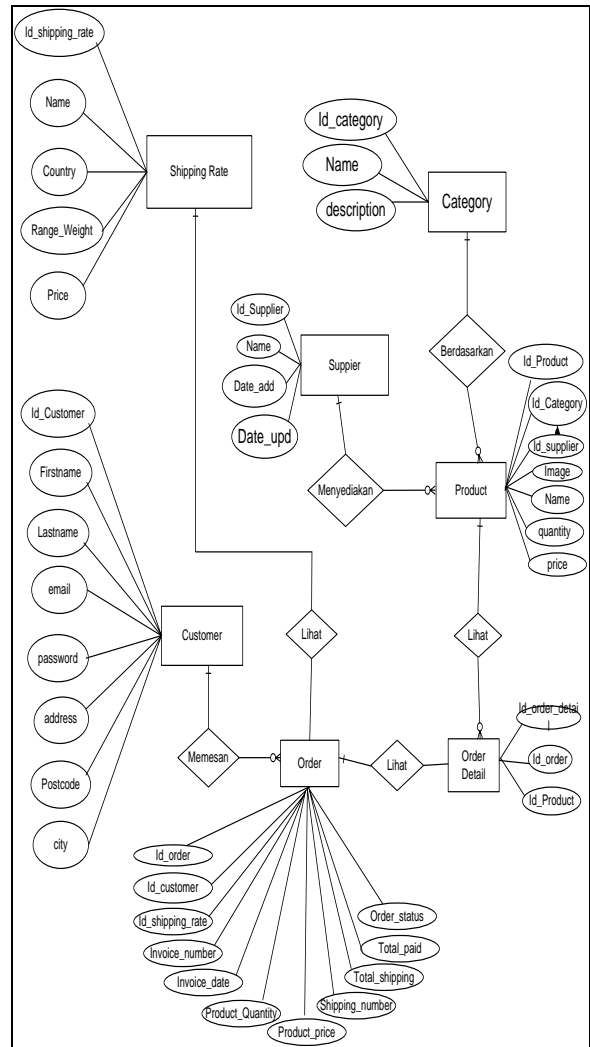 Id_shipping_rate
Name
Country
Range_Weight
Price
Shipping Rate
Id_category
Name
description
Category
Id_Supplier
Name
Date_add
Date_upd
Suppier
Berdasarkan
Menyediakan
Id_Product
Id_Category
Id_supplier
Image
Name
quantity
price
Product
Id_Customer
Firstname
Lastname
email
password
address
Postcode
city
Customer
Lihat
Lihat
Memesan
Order
Lihat
Order
Detail
Id_order_detai
l
Id_order
Id_Product
Id_order
Id_customer
Id_shipping_rate
Invoice_number
Invoice_date
Product_Quantity
Product_price
Shipping_number
Total_shipping
Total_paid
Order_status